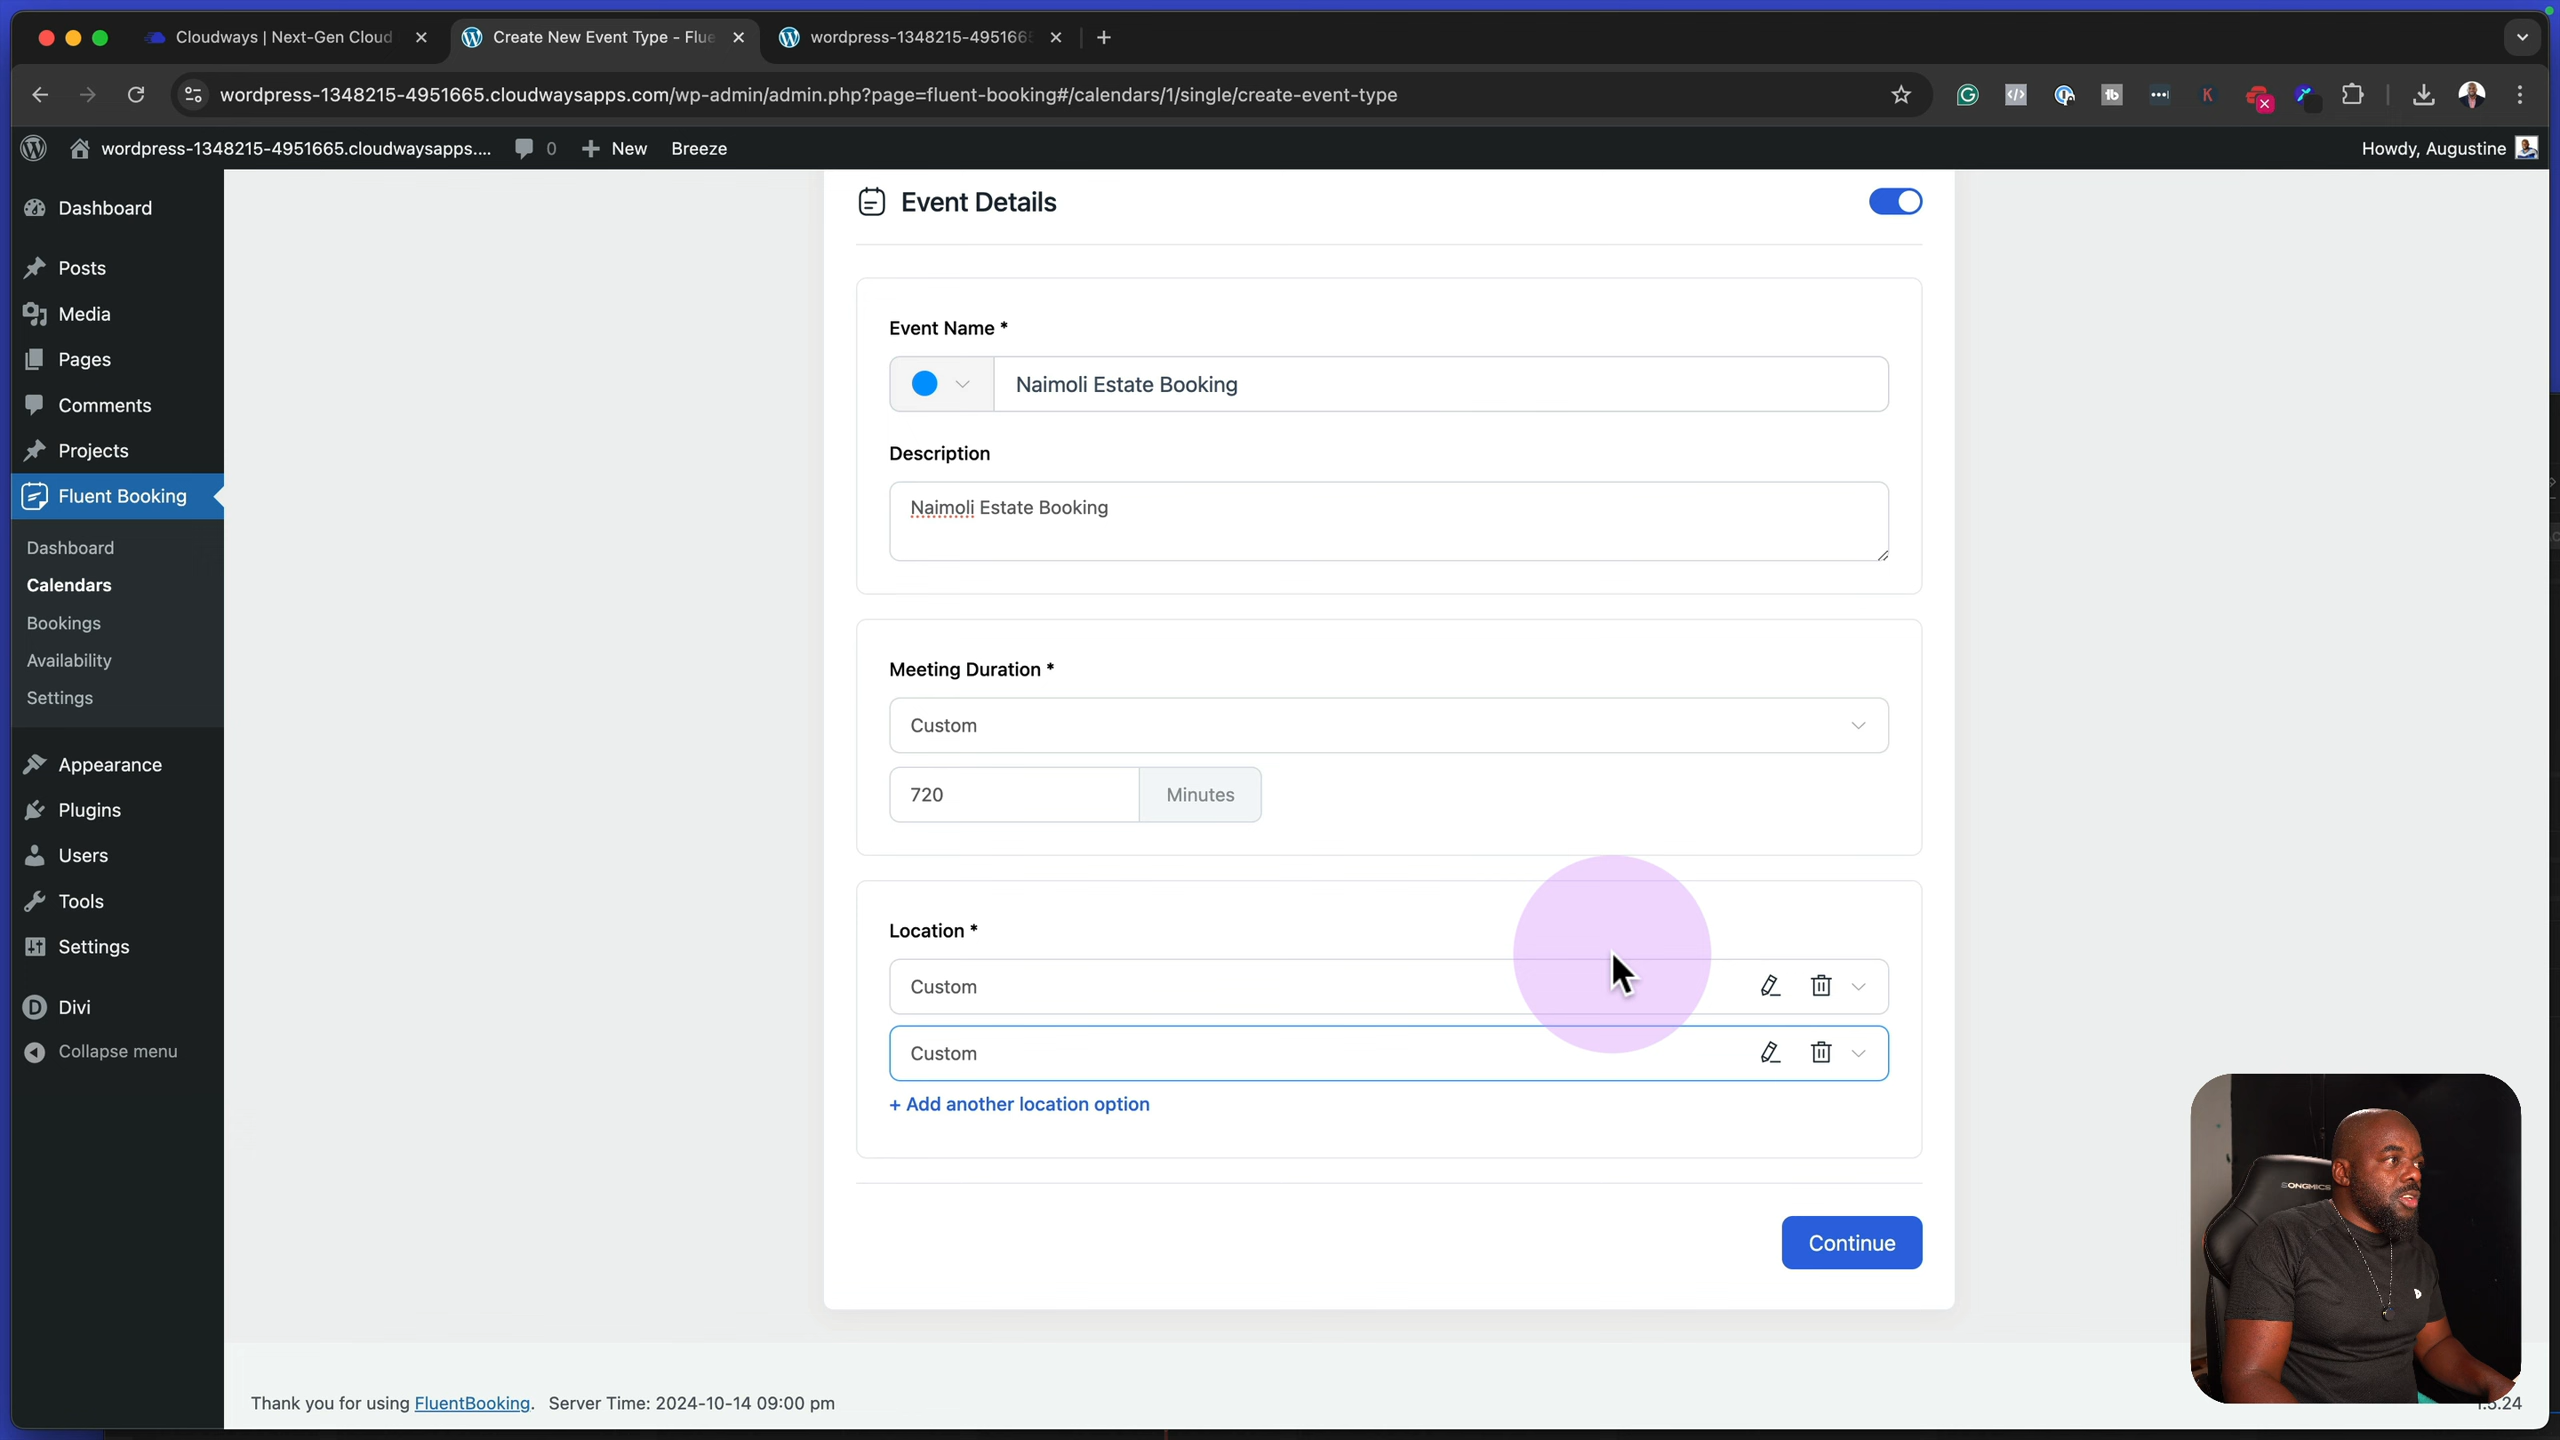 Cloudways | Next-Gen Cloud
Create New Event Type - Flue
wordpress-1348215-495166
wordpress-1348215-4951665.cloudwaysapps.com/wp-admin/admin.php?page=fluent-booking#/calendars/1/single/create-event-type
wordpress-1348215-4951665.cloudwaysapps....
0
New
Breeze
Howdy, Augustine
Dashboard
Posts
Media
Pages
Comments
Projects
Fluent Booking
Dashboard
Calendars
Bookings
Availability
Settings
Appearance
Plugins
Users
Tools
Settings
Divi
Collapse menu
Event Details
Event Name *
Naimoli Estate Booking
Description
Naimoli Estate Booking
Meeting Duration *
Custom
720 Minutes
Location *
Custom
Custom
+ Add another location option
Continue
SONGMICS
Thank you for using FluentBooking. Server Time: 2024-10-14 09:00 pm